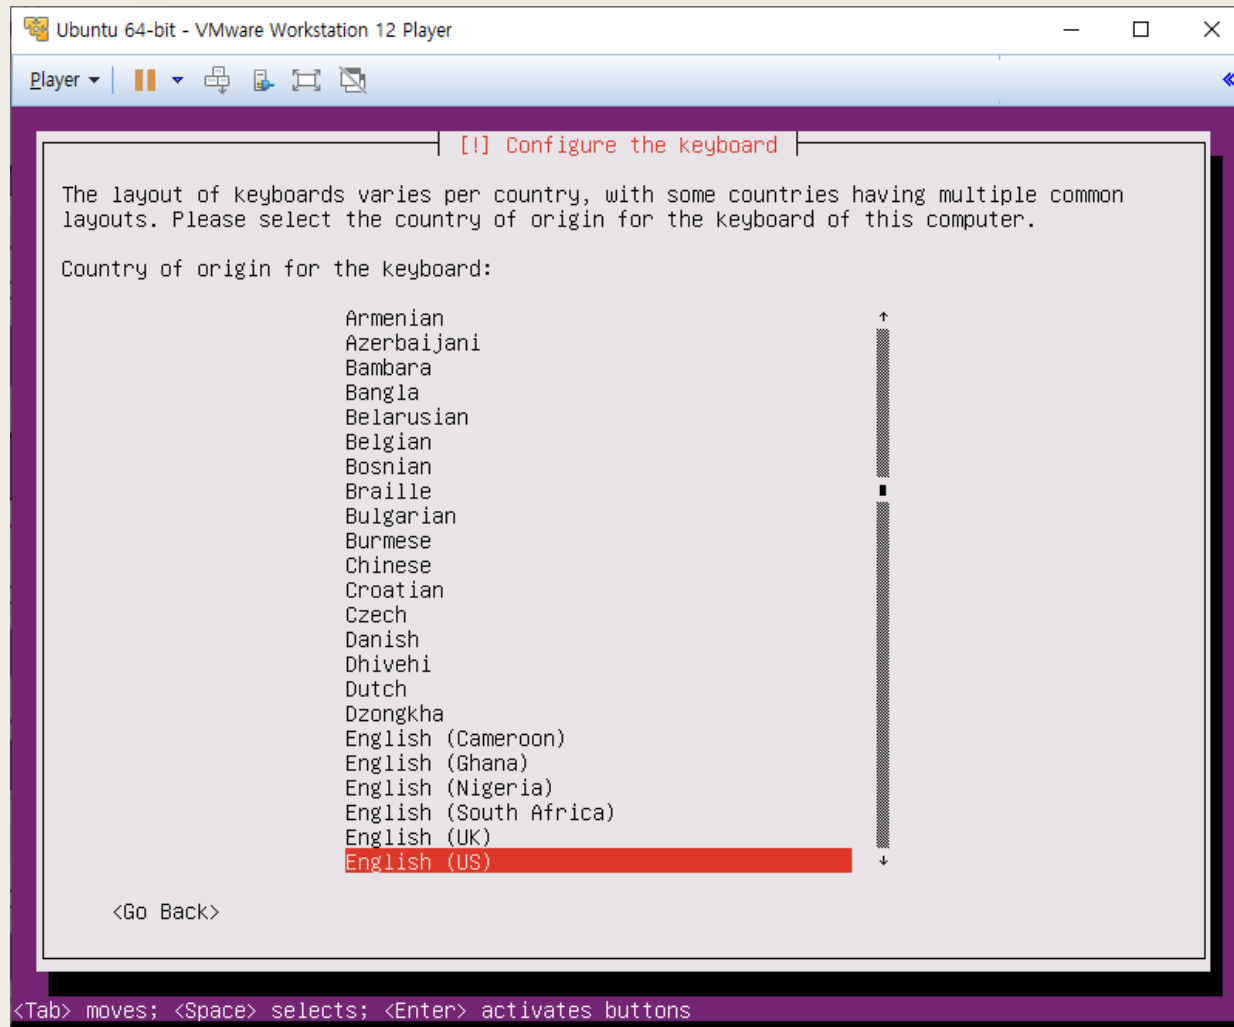 Ubuntu 64-bit - VMware Workstation 12 Player
Player
[!] Configure the keyboard
The layout of keyboards varies per country, with some countries having multiple common
layouts. Please select the country of origin for the keyboard of this computer.
Country of origin for the keyboard:
Armenian
Azerbaijani
Bambara
Bangla
Belarusian
Belgian
Bosnian
Braille
Bulgarian
Burmese
Chinese
Croatian
Czech
Danish
Dhivehi
Dutch
Dzongkha
English (Cameroon)
English (Ghana)
English (Nigeria)
English (South Africa)
English (UK)
English (US)
<Go Back>
<Tab> moves; <Space> selects; <Enter> activates buttons